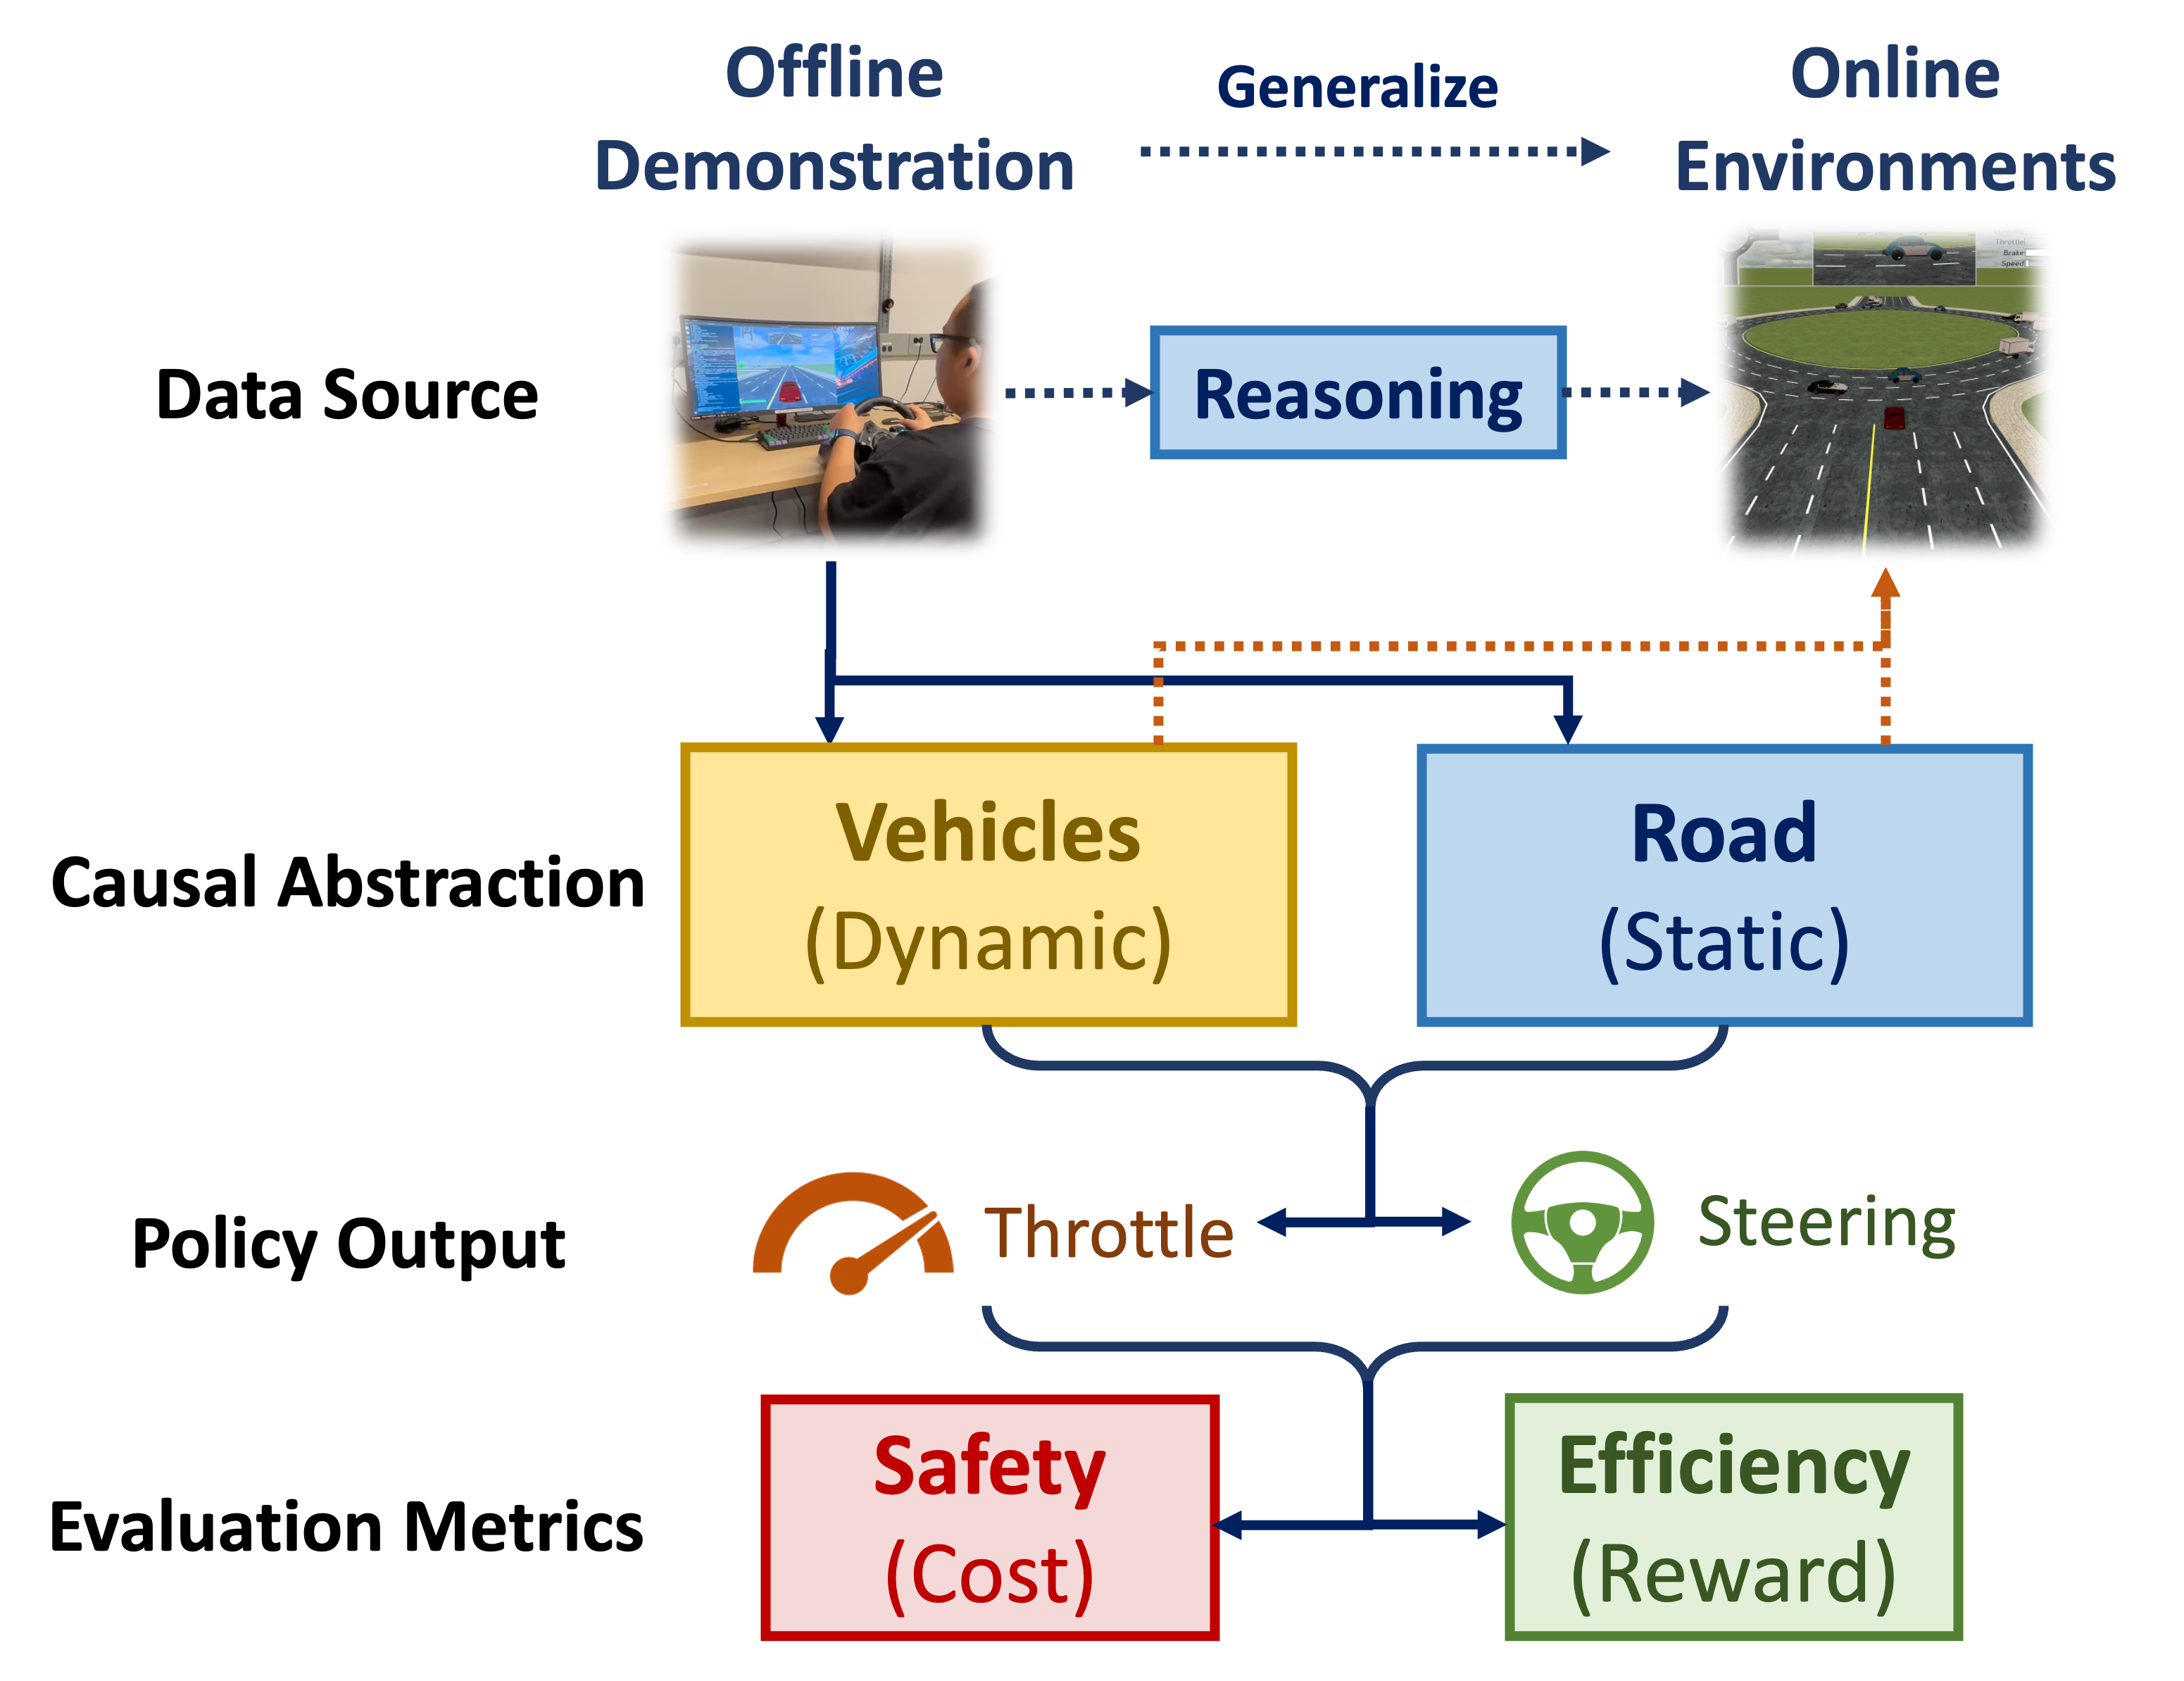 Offline
Demonstration
Generalize
Online
Environments
Throttle
Brake
Speed
Data Source
Reasoning
Causal Abstraction
Vehicles
(Dynamic)
Road
(Static)
Policy Output
Throttle
Steering
Evaluation Metrics
Safety
(Cost)
Efficiency
(Reward)